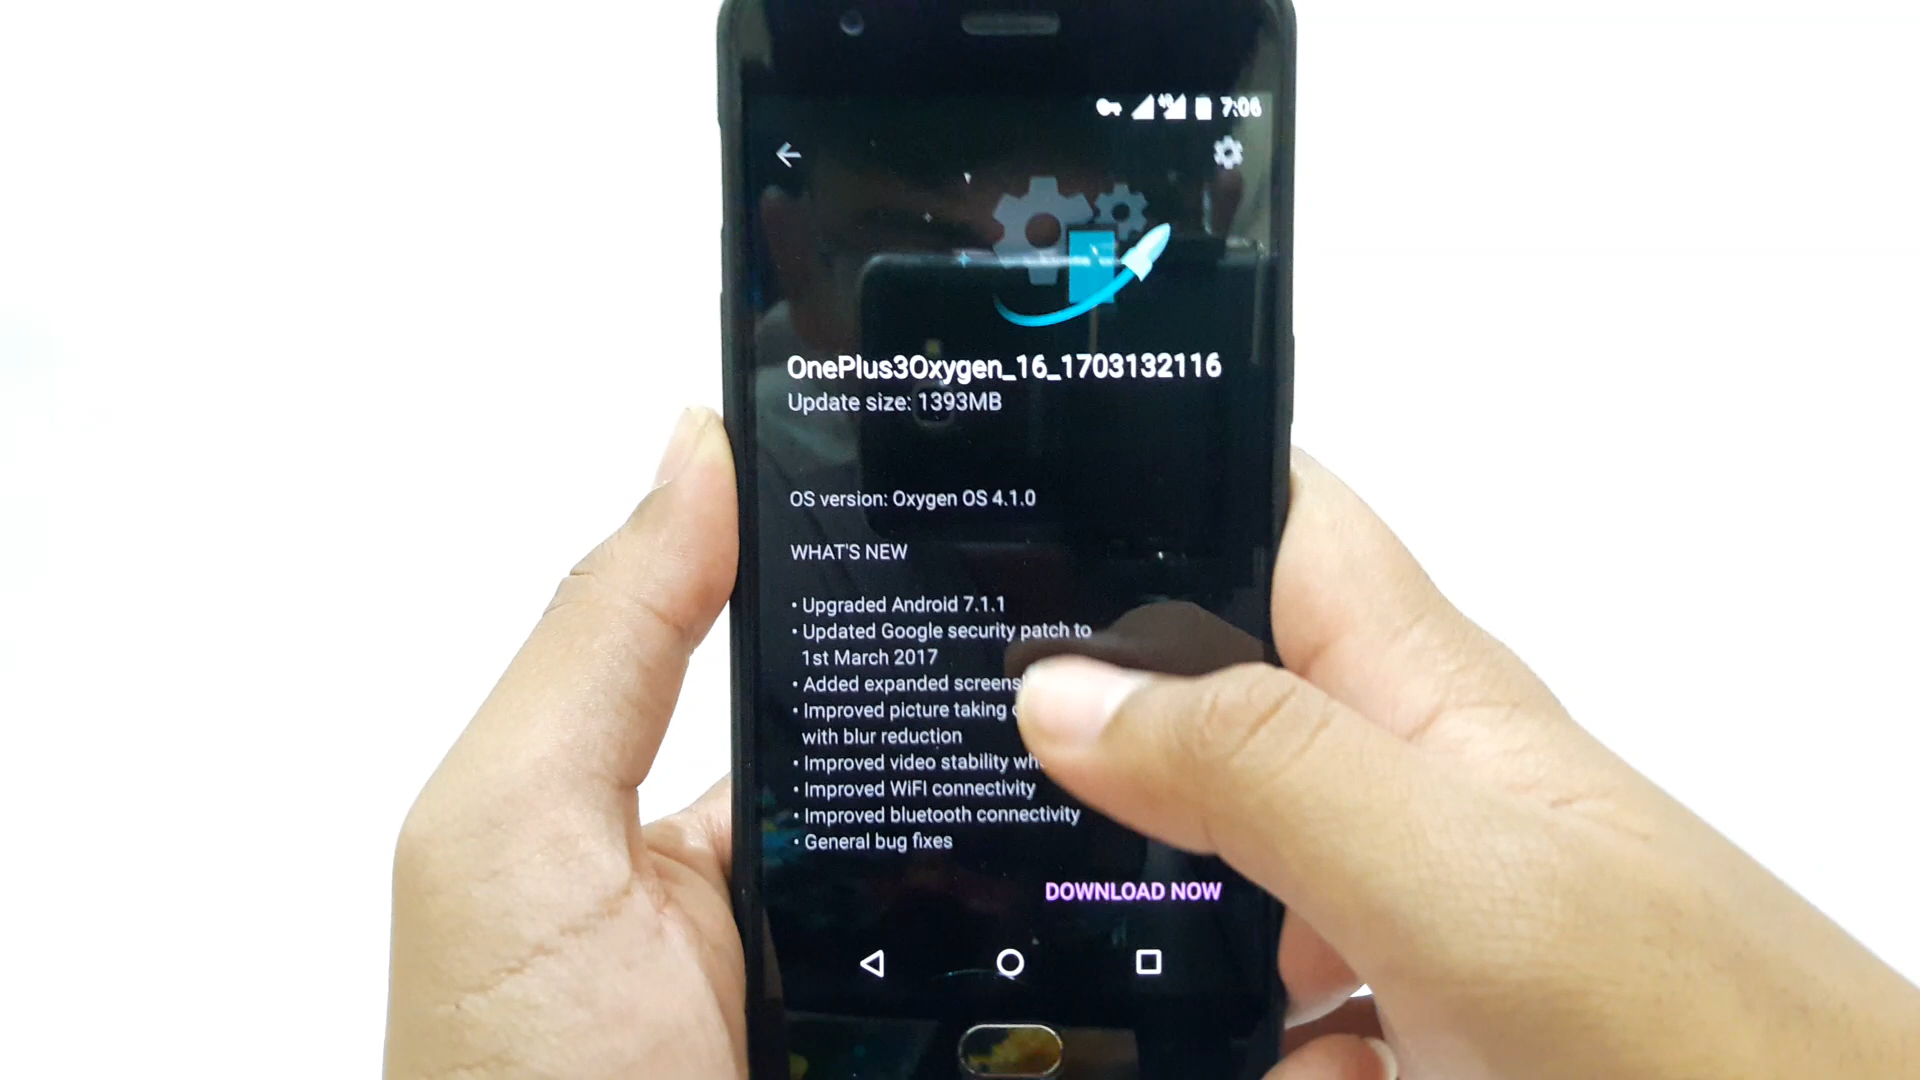 7:06
OnePlus3Oxygen_16_1703132116
Update size: 1393MB
OS version: Oxygen OS 4.1.0
WHAT'S NEW
• Upgraded Android 7.1.1
• Updated Google security patch to
1st March 2017
• Added expanded
• Improved picture taking
with blur reduction
• Improved video stability
• Improved WiFI connectivity
• Improved bluetooth connectivity
• General bug fixes
DOWNLOAD NOW